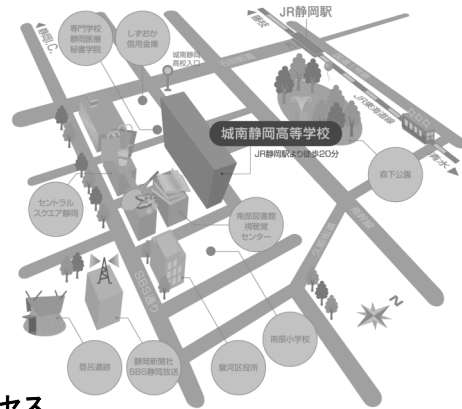 JR静岡駅
静岡I.C.
専門学校
静岡医療
秘書学院
しずおか
信用金庫
城南静岡
高校入口
藤枝
JR東海道線
清水
城南静岡高等学校
JR静岡駅より徒歩20分
森下公園
セントラル
スクエア静岡
南部図書館
視聴覚
センター
SBS通り
N
南部小学校
登呂遺跡
静岡新聞社
SBS静岡放送
駿河区役所
セス